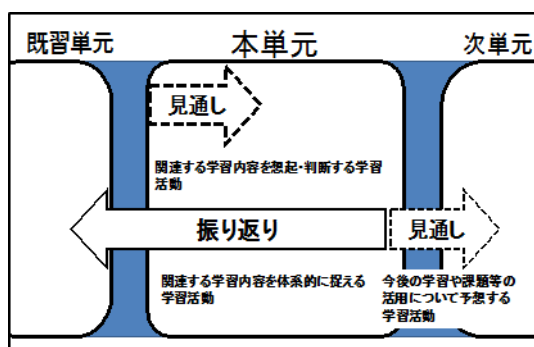 既習単元
本単元
次単元
見通し
関連する学習内容を想起・判断する学習
活動
振り返り
見通し
関連する学習内容を体系的に捉える
学習活動
今後の学習や課題等の
活用について予想する
学習活動